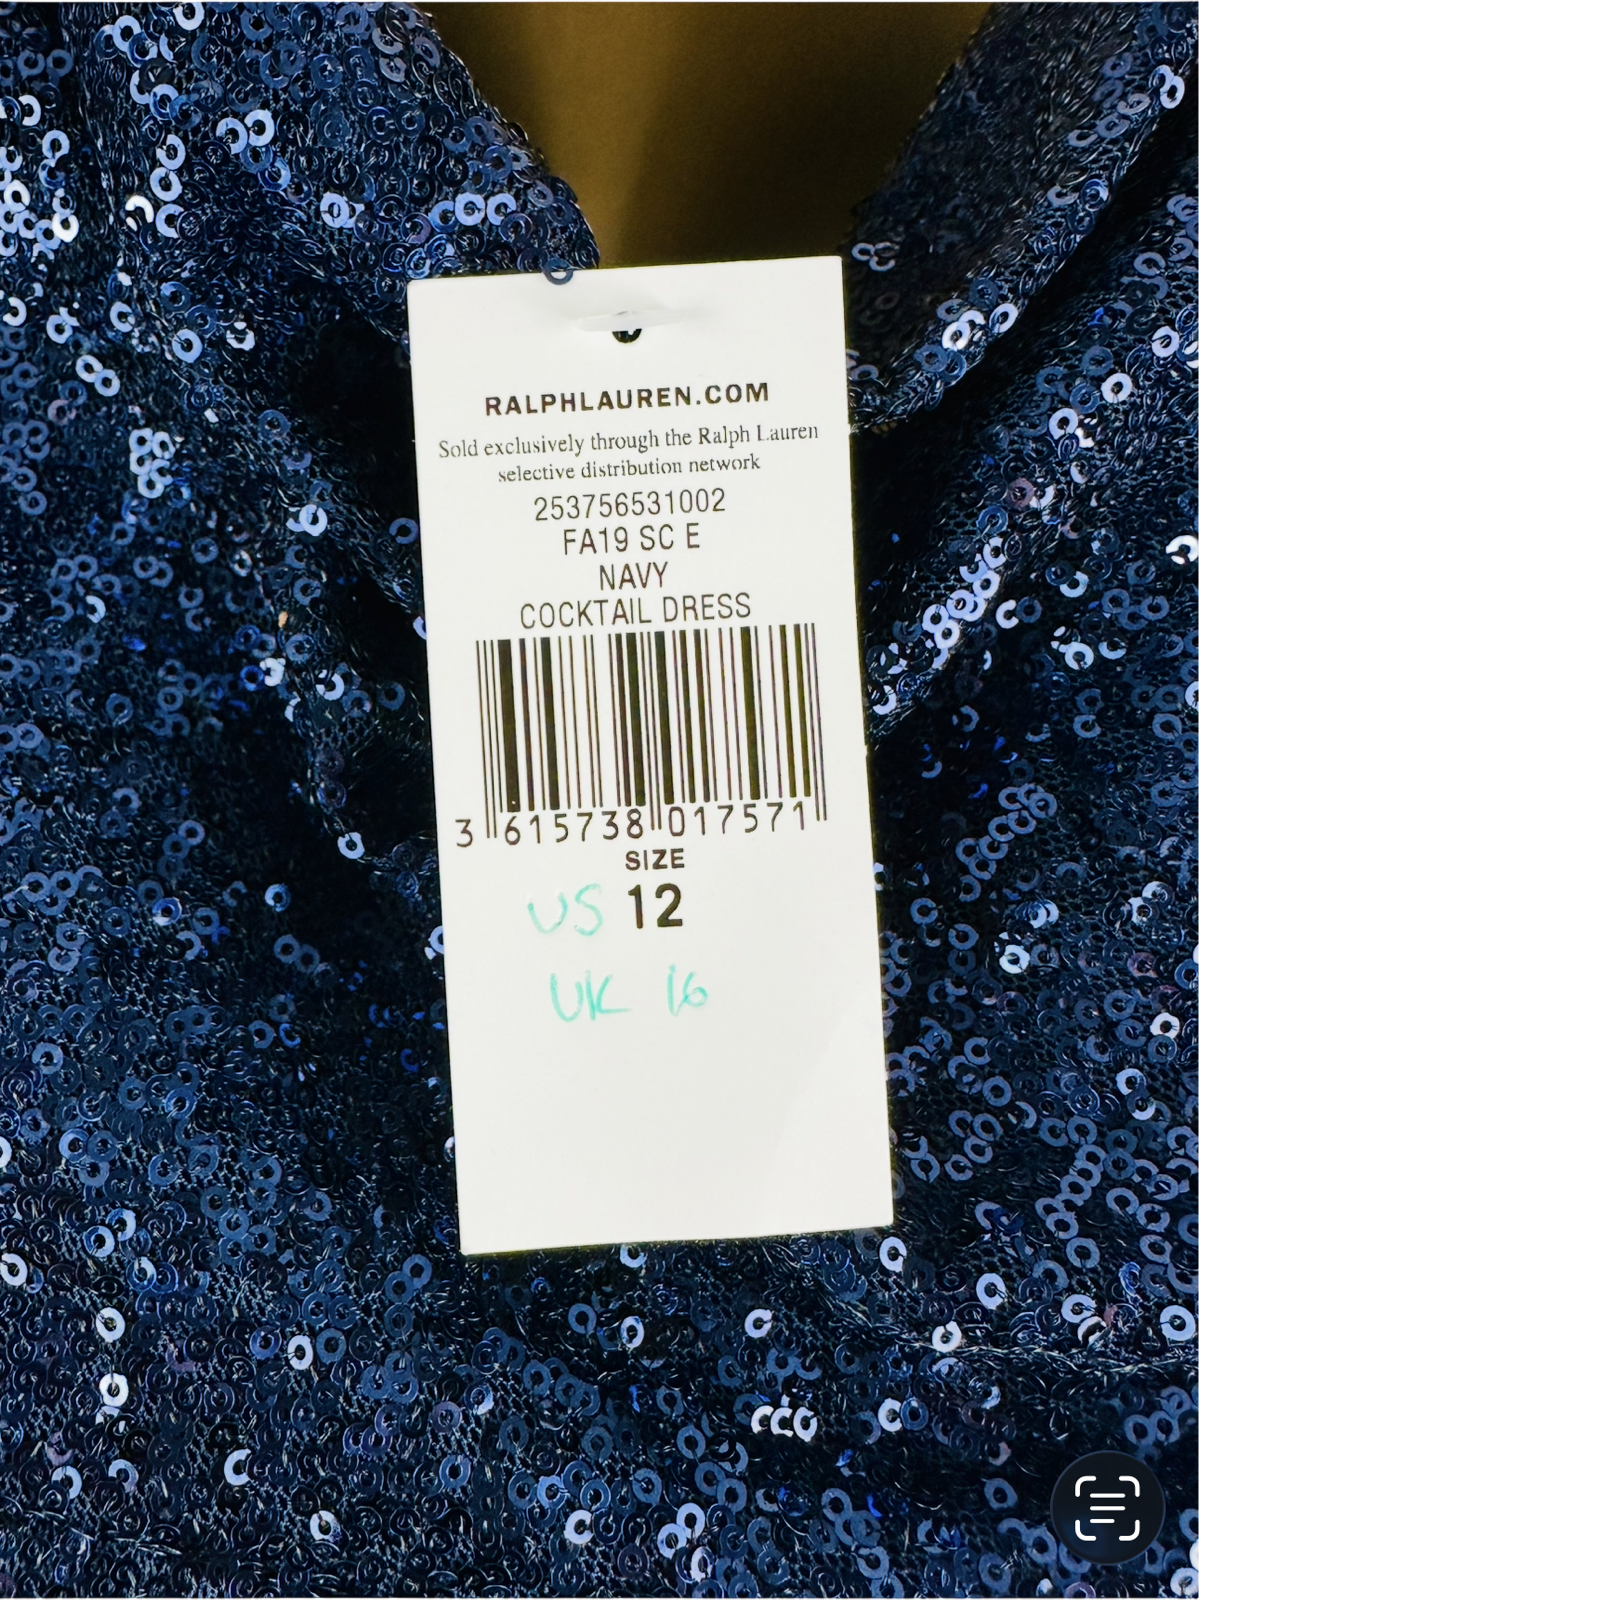 RALPHLAUREN.COM
Sold exclusively through the Ralph Lauren
selective distribution network
253756531002
FA19 SC E
NAVY
COCKTAIL DRESS
3 615738 017571
SIZE
US 12
UK 16